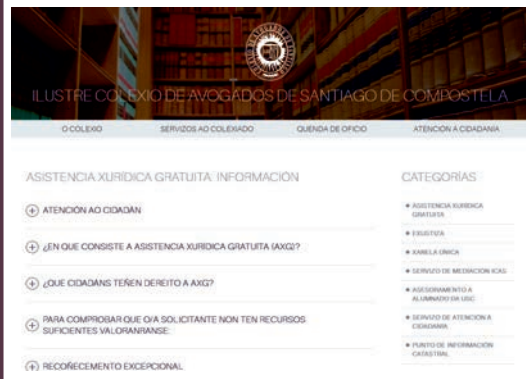 ILUSTRE COLEXIO DE AVOGADOS DE SANTIAGO DE COMPOSTELA
O COLEXIO
SERVIZOS AO COLEXIADO
QUENDA DE OFICIO
ATENCIÓN A CIDADANÍA
ASISTENCIA XURÍDICA GRATUITA: INFORMACIÓN
ATENCIÓN AO CIDADÁN
¿EN QUE CONSISTE A ASISTENCIA XURÍDICA GRATUITA (AXG)?
¿QUE CIDADÁNS TEÑEN DEREITO A AXG?
PARA COMPROBAR QUE O/A SOLICITANTE NON TEN RECURSOS
SUFICIENTES VALORANRANSE:
RECOÑECEMENTO EXCEPCIONAL
CATEGORÍAS
ASISTENCIA XURÍDICA
GRATUITA
EXUSTIZA
XANELA ÚNICA
SERVIZO DE MEDIACIÓN ICAS
ASESORAMENTO A
ALUMNADO DA USC
SERVIZO DE ATENCIÓN A
CIDADANÍA
PUNTO DE INFORMACIÓN
CATASTRAL